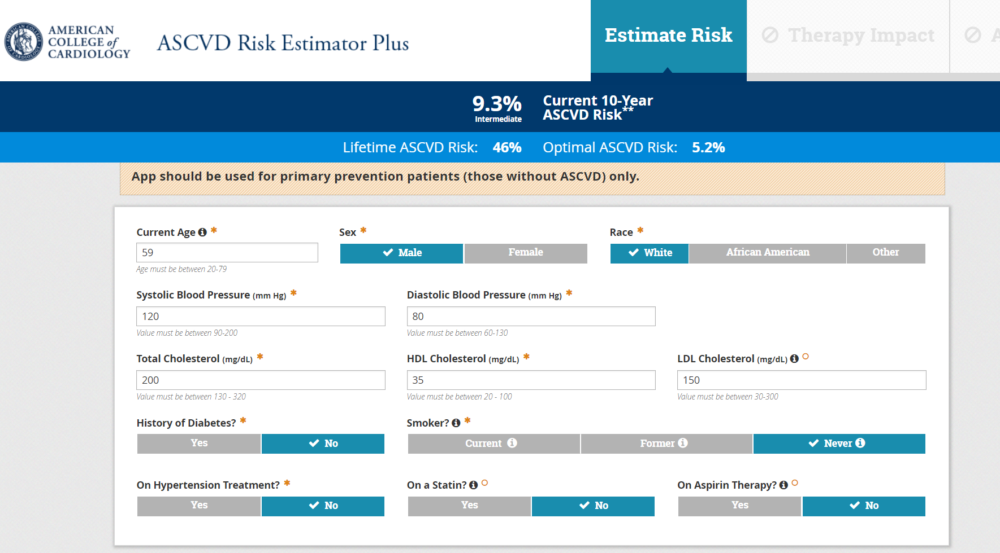 AMERICAN
COLLEGE of
CARDIOLOGY
ASCVD Risk Estimator Plus
Estimate Risk
Therapy Impact
A
9.3%
Intermediate
Current 10-Year
ASCVD Risk**
Lifetime ASCVD Risk: 46% Optimal ASCVD Risk: 5.2%
App should be used for primary prevention patients (those without ASCVD) only.
Current Age * Sex * Race *
59 Male Female White African American Other
Age must be between 20-79
Systolic Blood Pressure (mm Hg) * Diastolic Blood Pressure (mm Hg) *
120 80
Value must be between 90-200 Value must be between 60-130
Total Cholesterol (mg/dL) * HDL Cholesterol (mg/dL) * LDL Cholesterol (mg/dL)
200 35 150
Value must be between 130 - 320 Value must be between 20 - 100 Value must be between 30-300
History of Diabetes? * Smoker? *
Yes No Current Former Never
On Hypertension Treatment? * On a Statin? On Aspirin Therapy?
Yes No Yes No Yes No